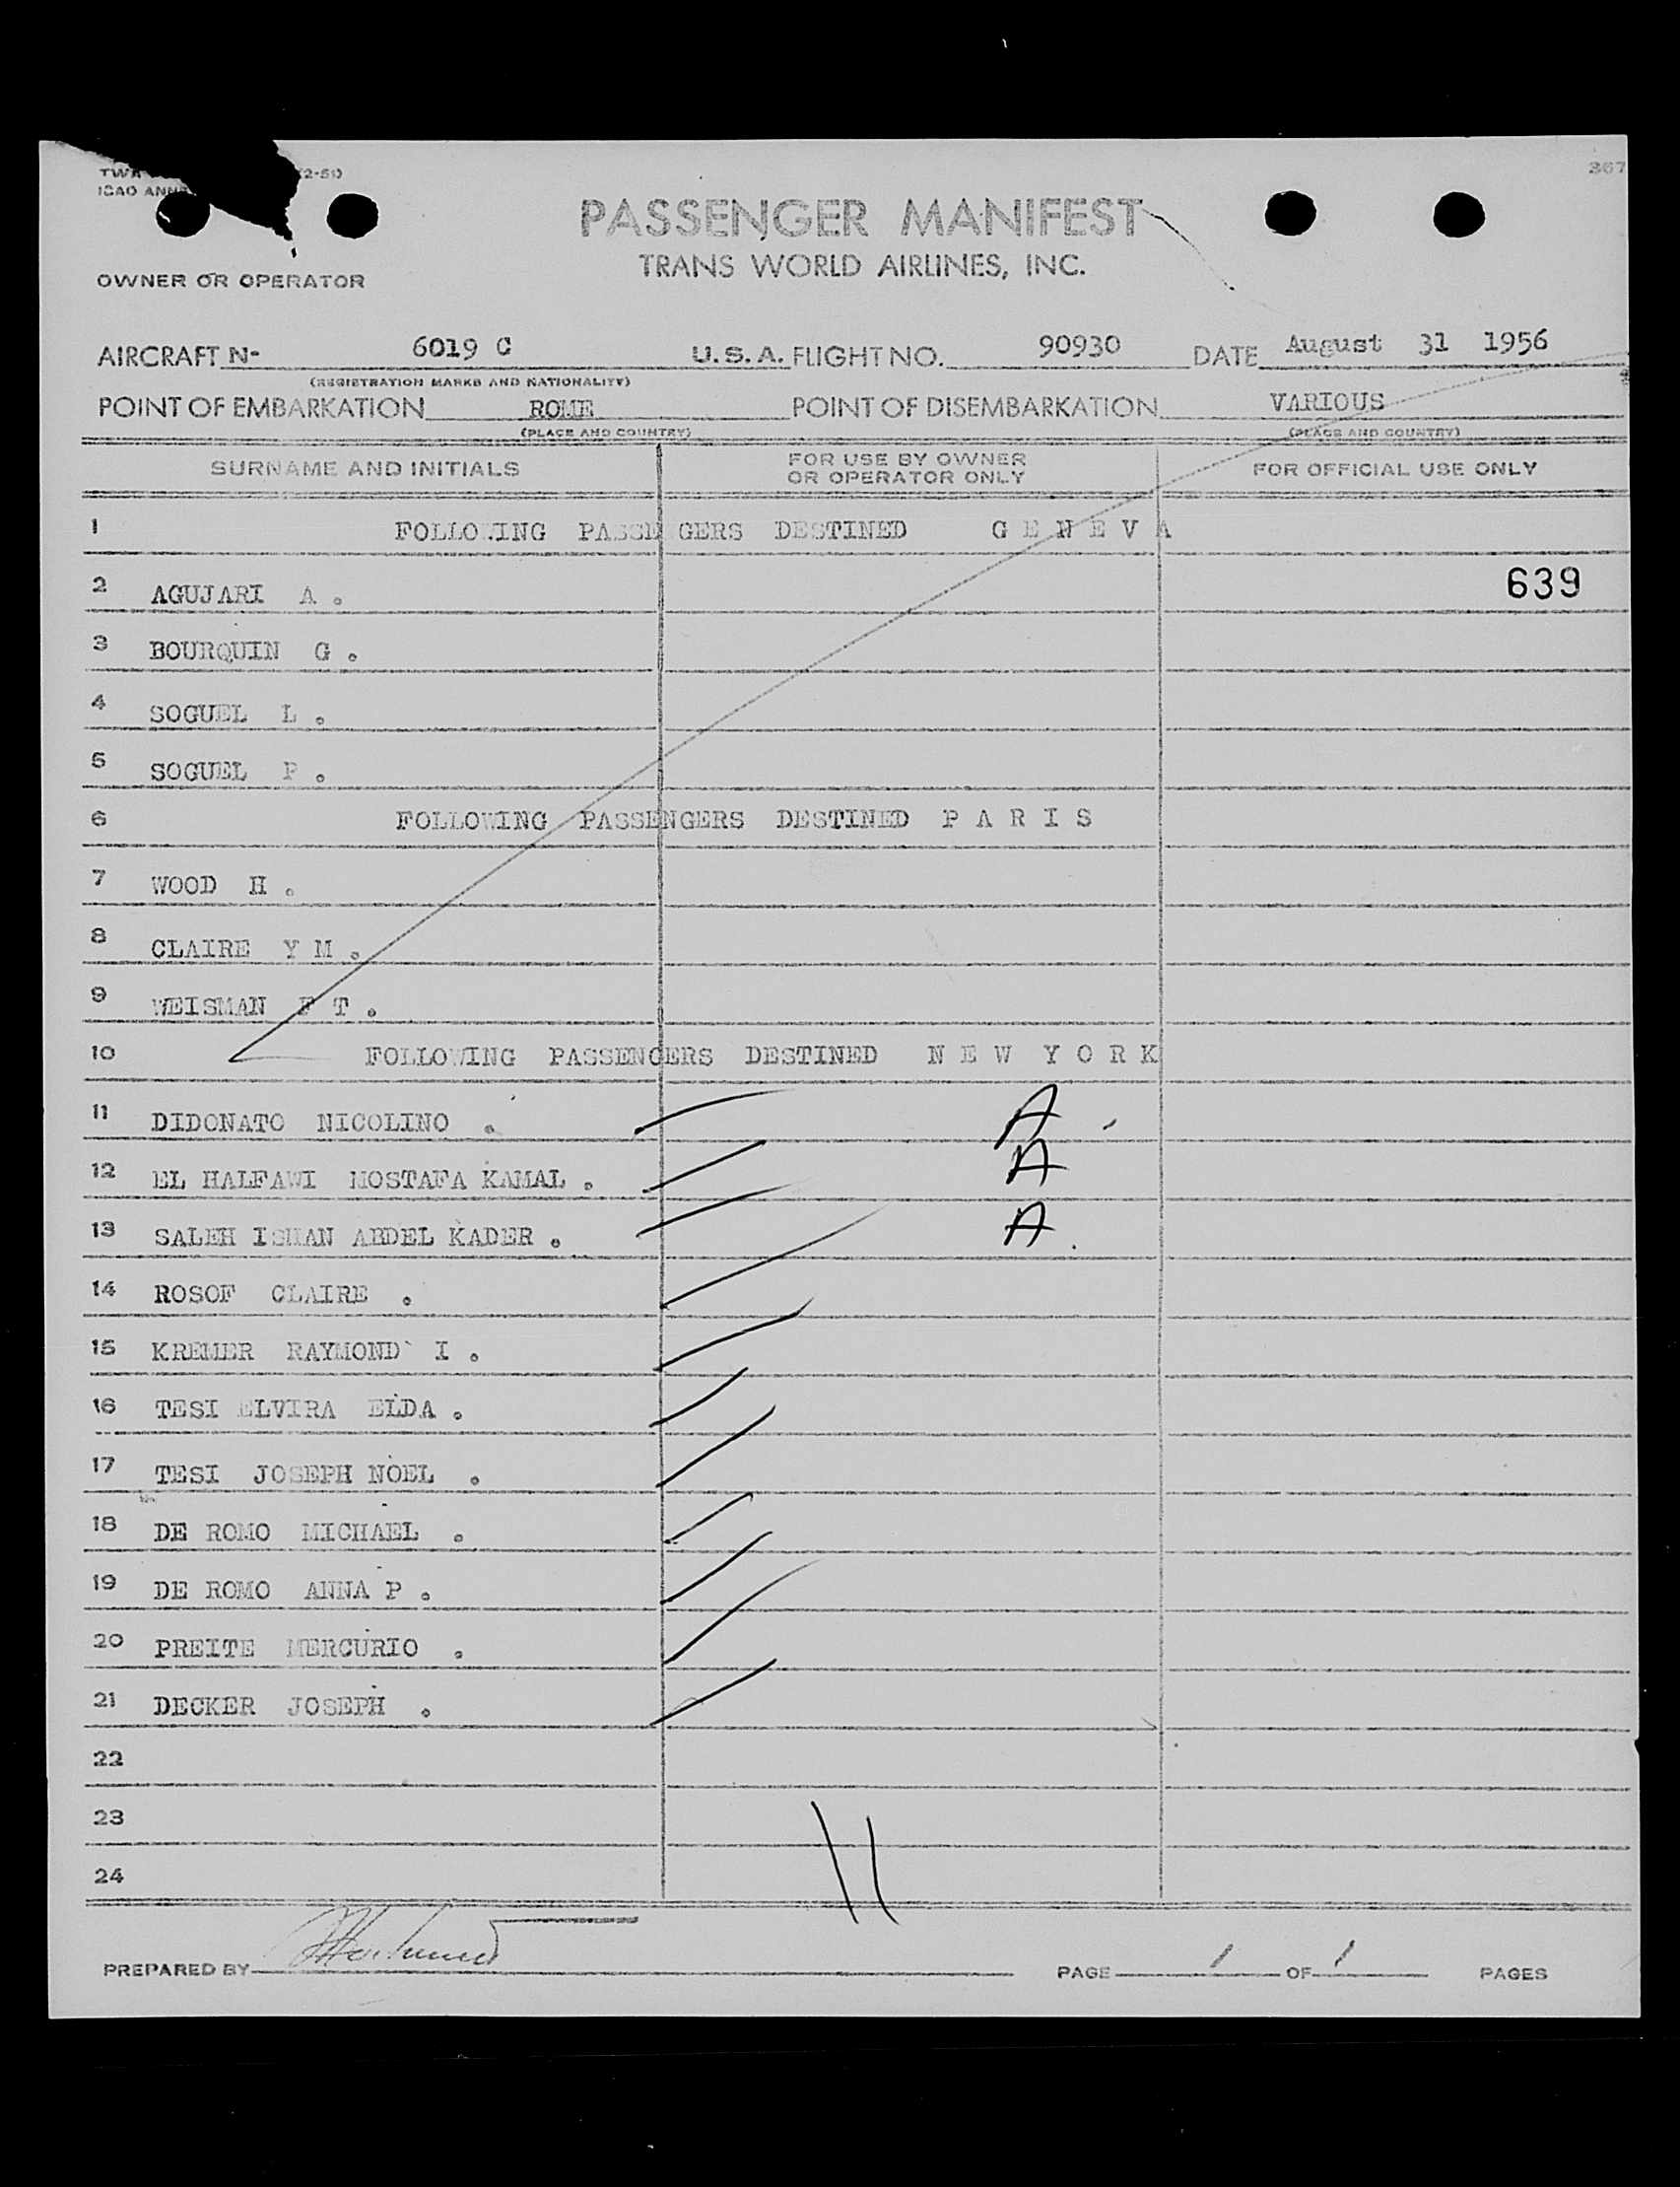 367
PASSENGER MANIFEST
TRANS WORLD AIRLINES, INC.
OWNER OR OPERATOR
AIRCRAFT N- 6019 C U.S.A. FLIGHT NO. 90930 DATE August 31 1956
(REGISTRATION MARKS AND NATIONALITY)
POINT OF EMBARKATION ROME POINT OF DISEMBARKATION VARIOUS
(PLACE AND COUNTRY) (PLACE AND COUNTRY)
SURNAME AND INITIALS FOR USE BY OWNER OR OPERATOR ONLY FOR OFFICIAL USE ONLY
1 FOLLOWING PASSENGERS DESTINED G E N E V A
2 AGUJARI A . 639
3 BOURQUIN G .
4 SOGUEL L .
5 SOGUEL P .
6 FOLLOWING PASSENGERS DESTINED P A R I S
7 WOOD H .
8 CLAIRE Y M .
9 WEISMAN F T .
10 FOLLOWING PASSENGERS DESTINED N E W Y O R K
11 DIDONATO NICOLINO . A
12 EL HALFAWI MOSTAFA KAMAL . A
13 SALEH ABDEL KADER . A
14 ROSOF CLAIRE .
15 KREMER RAYMOND I .
16 TESI ELVIRA ELDA .
17 TESI JOSEPH NOEL .
18 DE ROMO MICHAEL .
19 DE ROMO ANNA P .
20 PREITE MERCURIO .
21 DECKER JOSEPH .
22
23
24
11
PREPARED BY PAGE 1 OF 1 PAGES